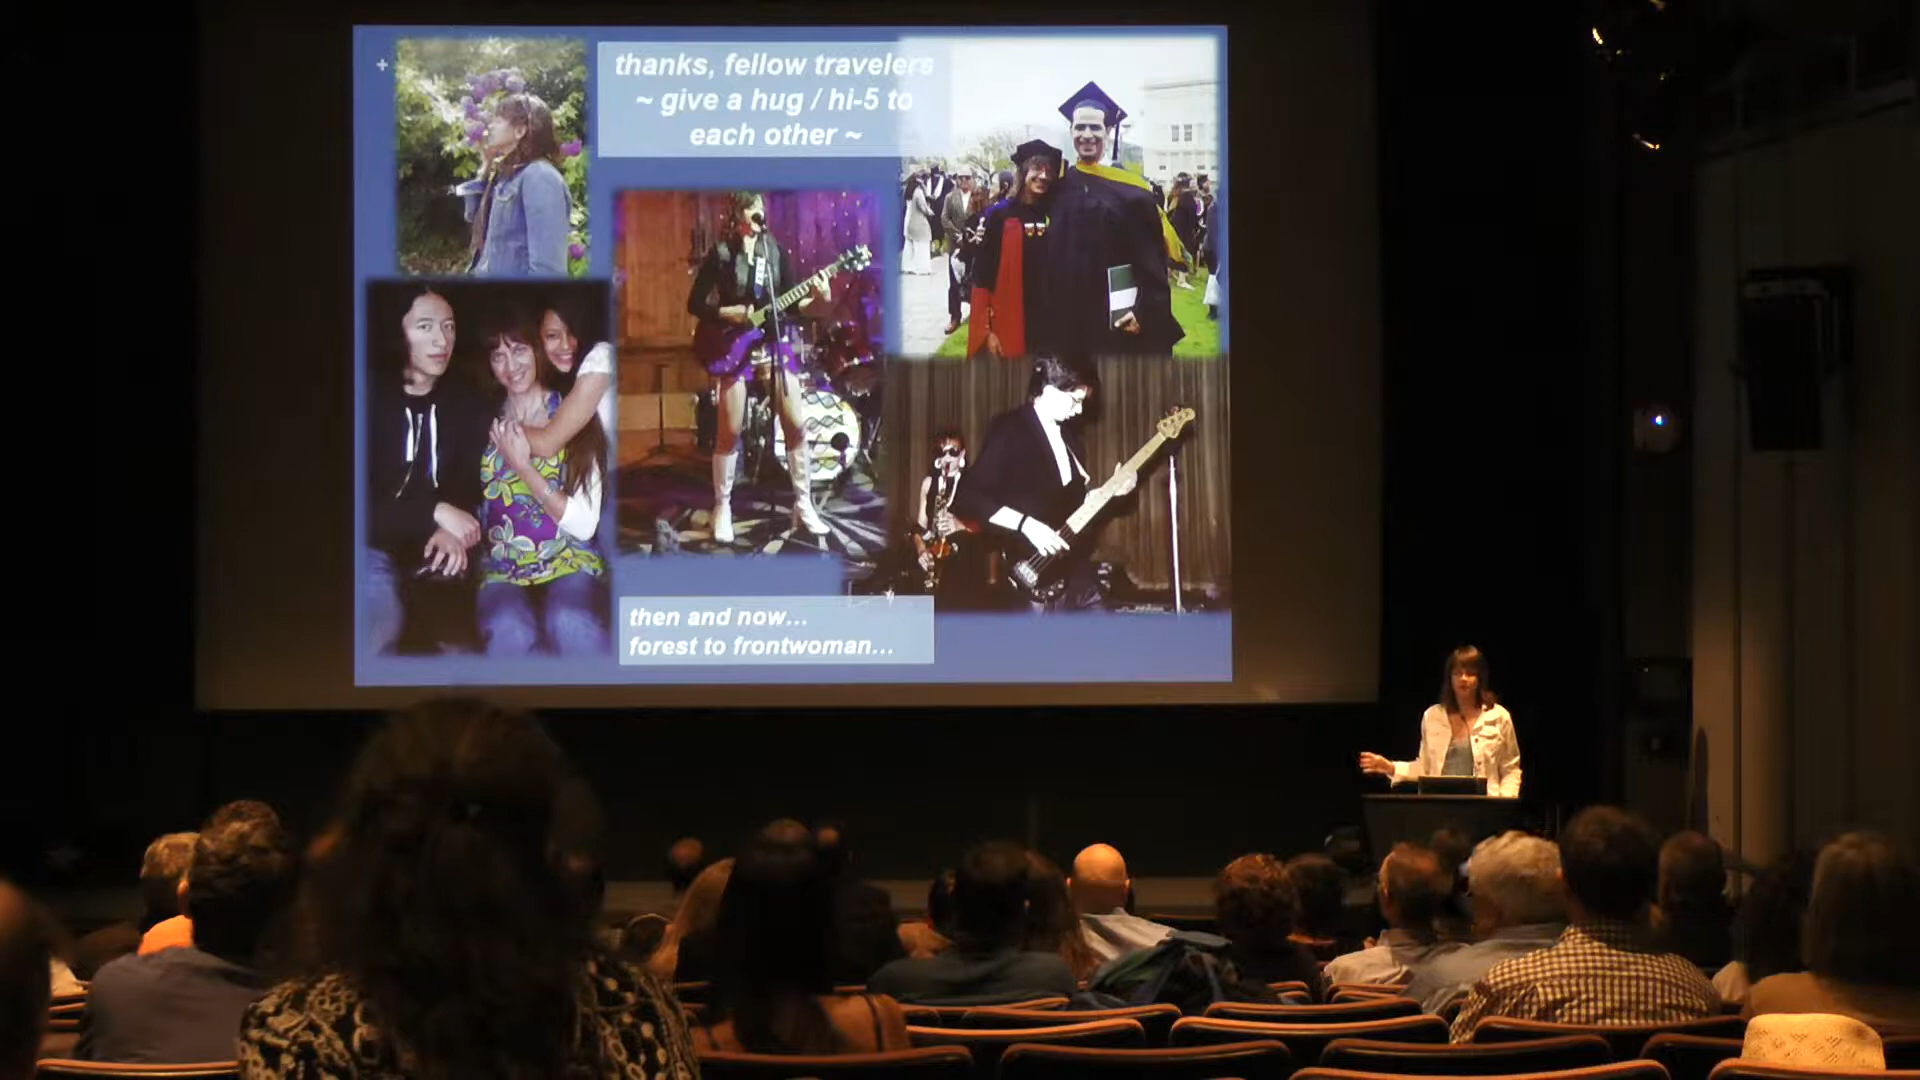 thanks, fellow travelers
~ give a hug / hi-5 to
each other ~
then and now...
forest to frontwoman...